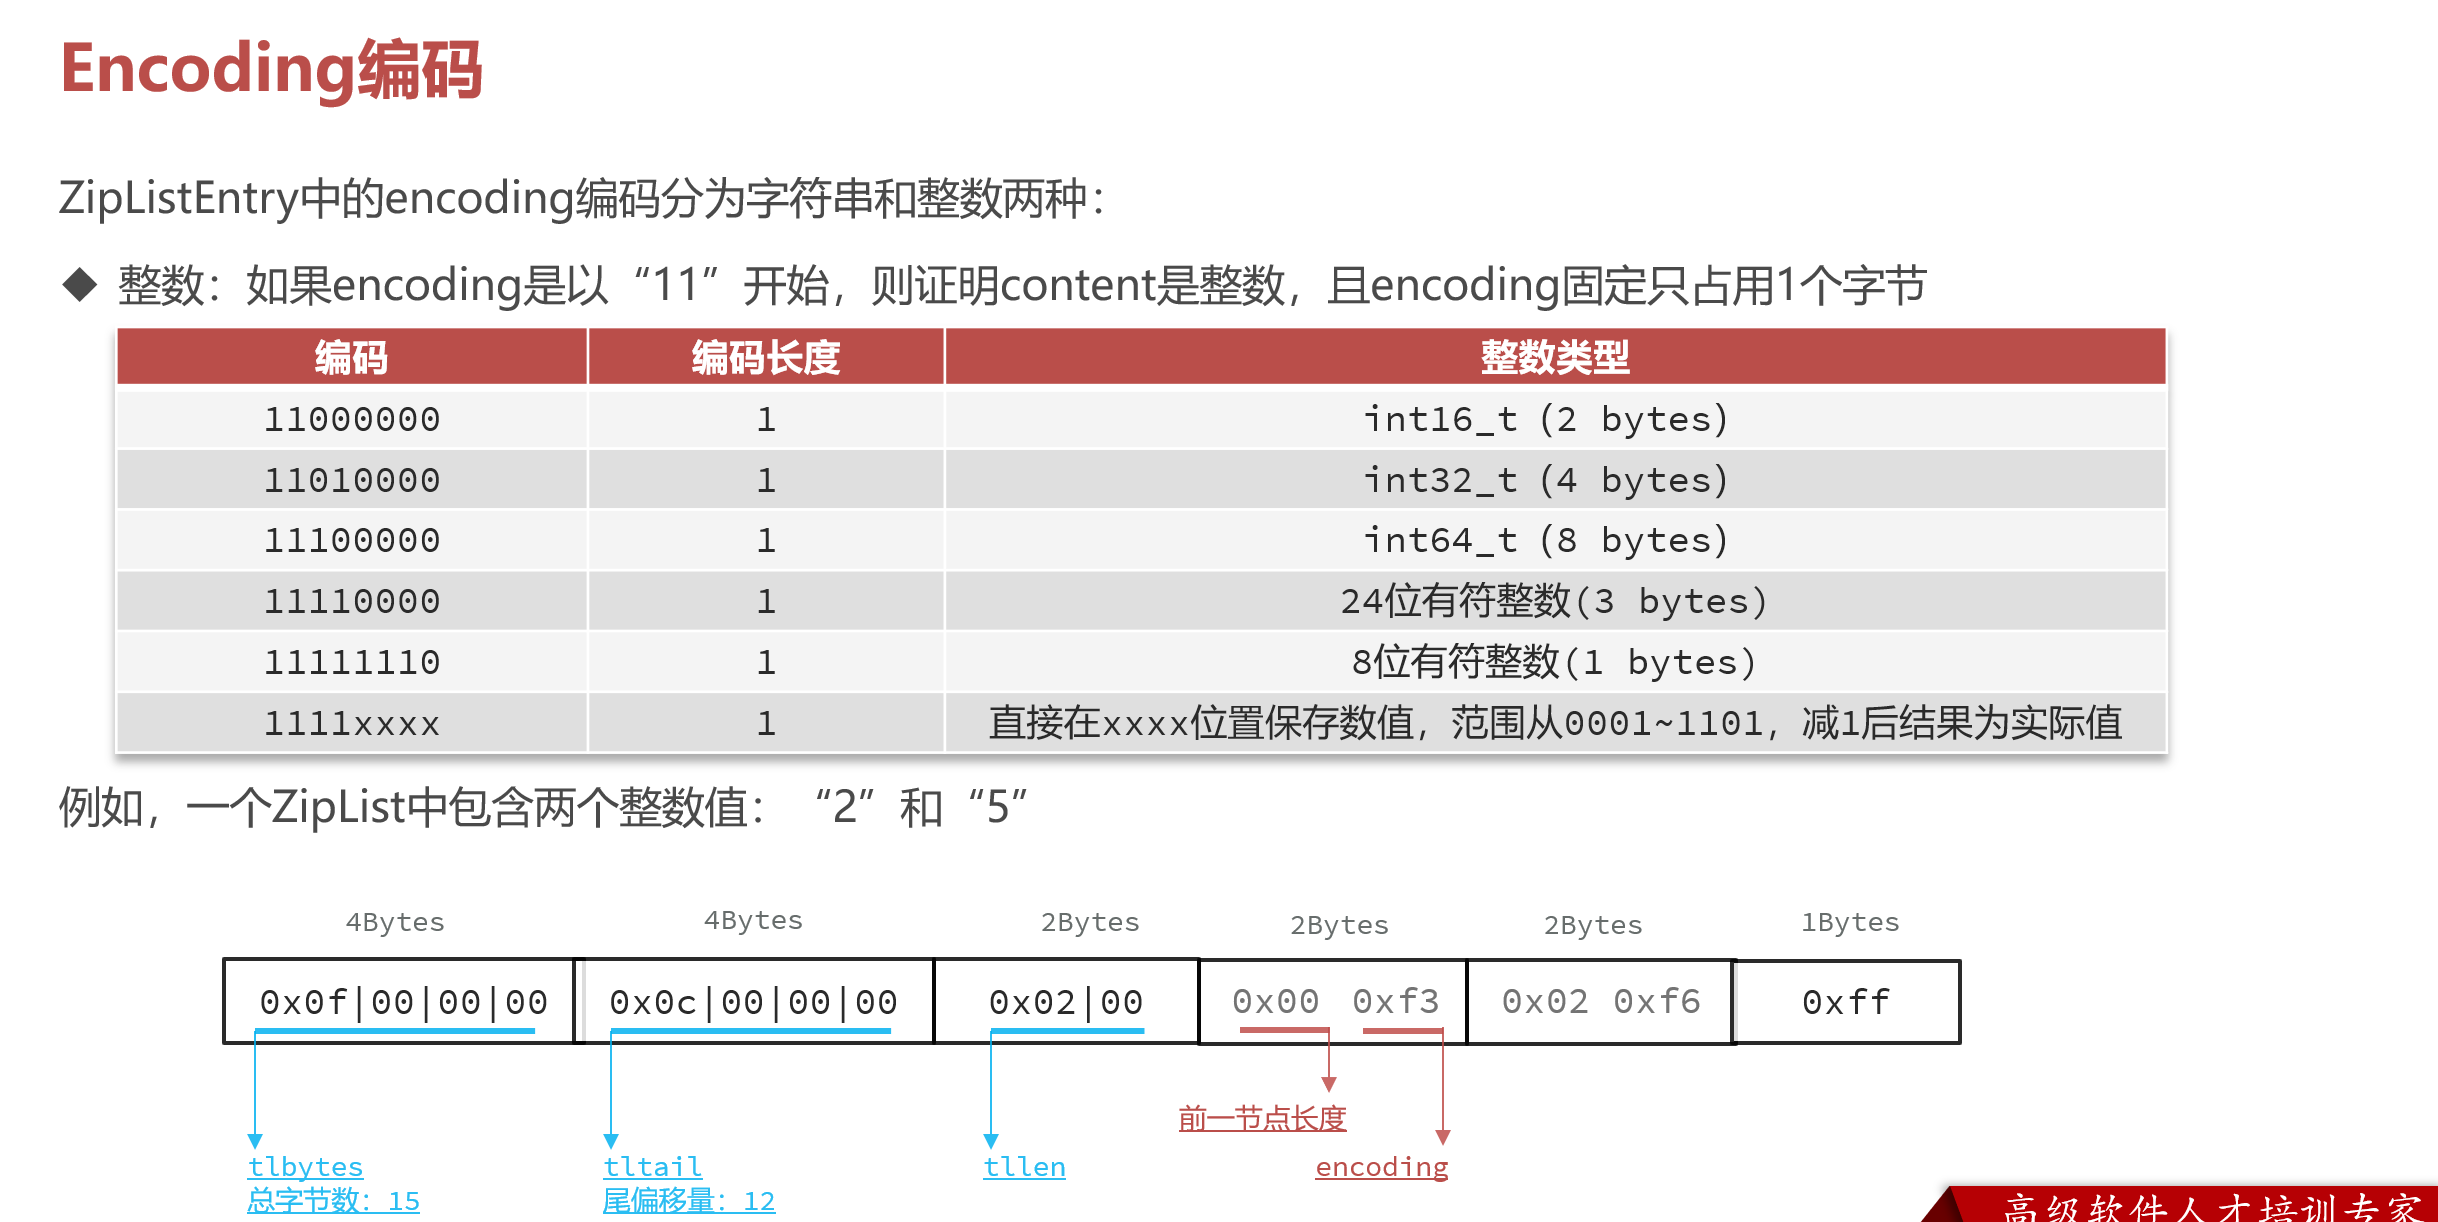 Encoding编码
ZipListEntry中的encoding编码分为字符串和整数两种：
◆ 整数：如果encoding是以“11”开始，则证明content是整数，且encoding固定只占用1个字节
编码 编码长度 整数类型
11000000 1 int16_t（2 bytes）
11010000 1 int32_t（4 bytes）
11100000 1 int64_t（8 bytes）
11110000 1 24位有符整数(3 bytes)
11111110 1 8位有符整数(1 bytes)
1111xxxx 1 直接在xxxx位置保存数值，范围从0001~1101，减1后结果为实际值
例如，一个ZipList中包含两个整数值：“2”和“5”
4Bytes 4Bytes 2Bytes 2Bytes 2Bytes 1Bytes
0x0f|00|00|00 0x0c|00|00|00 0x02|00 0x00 0xf3 0x02 0xf6 0xff
前一节点长度
tlbytes tltail tllen encoding
总字节数：15 尾偏移量：12
高级软件人才培训专家